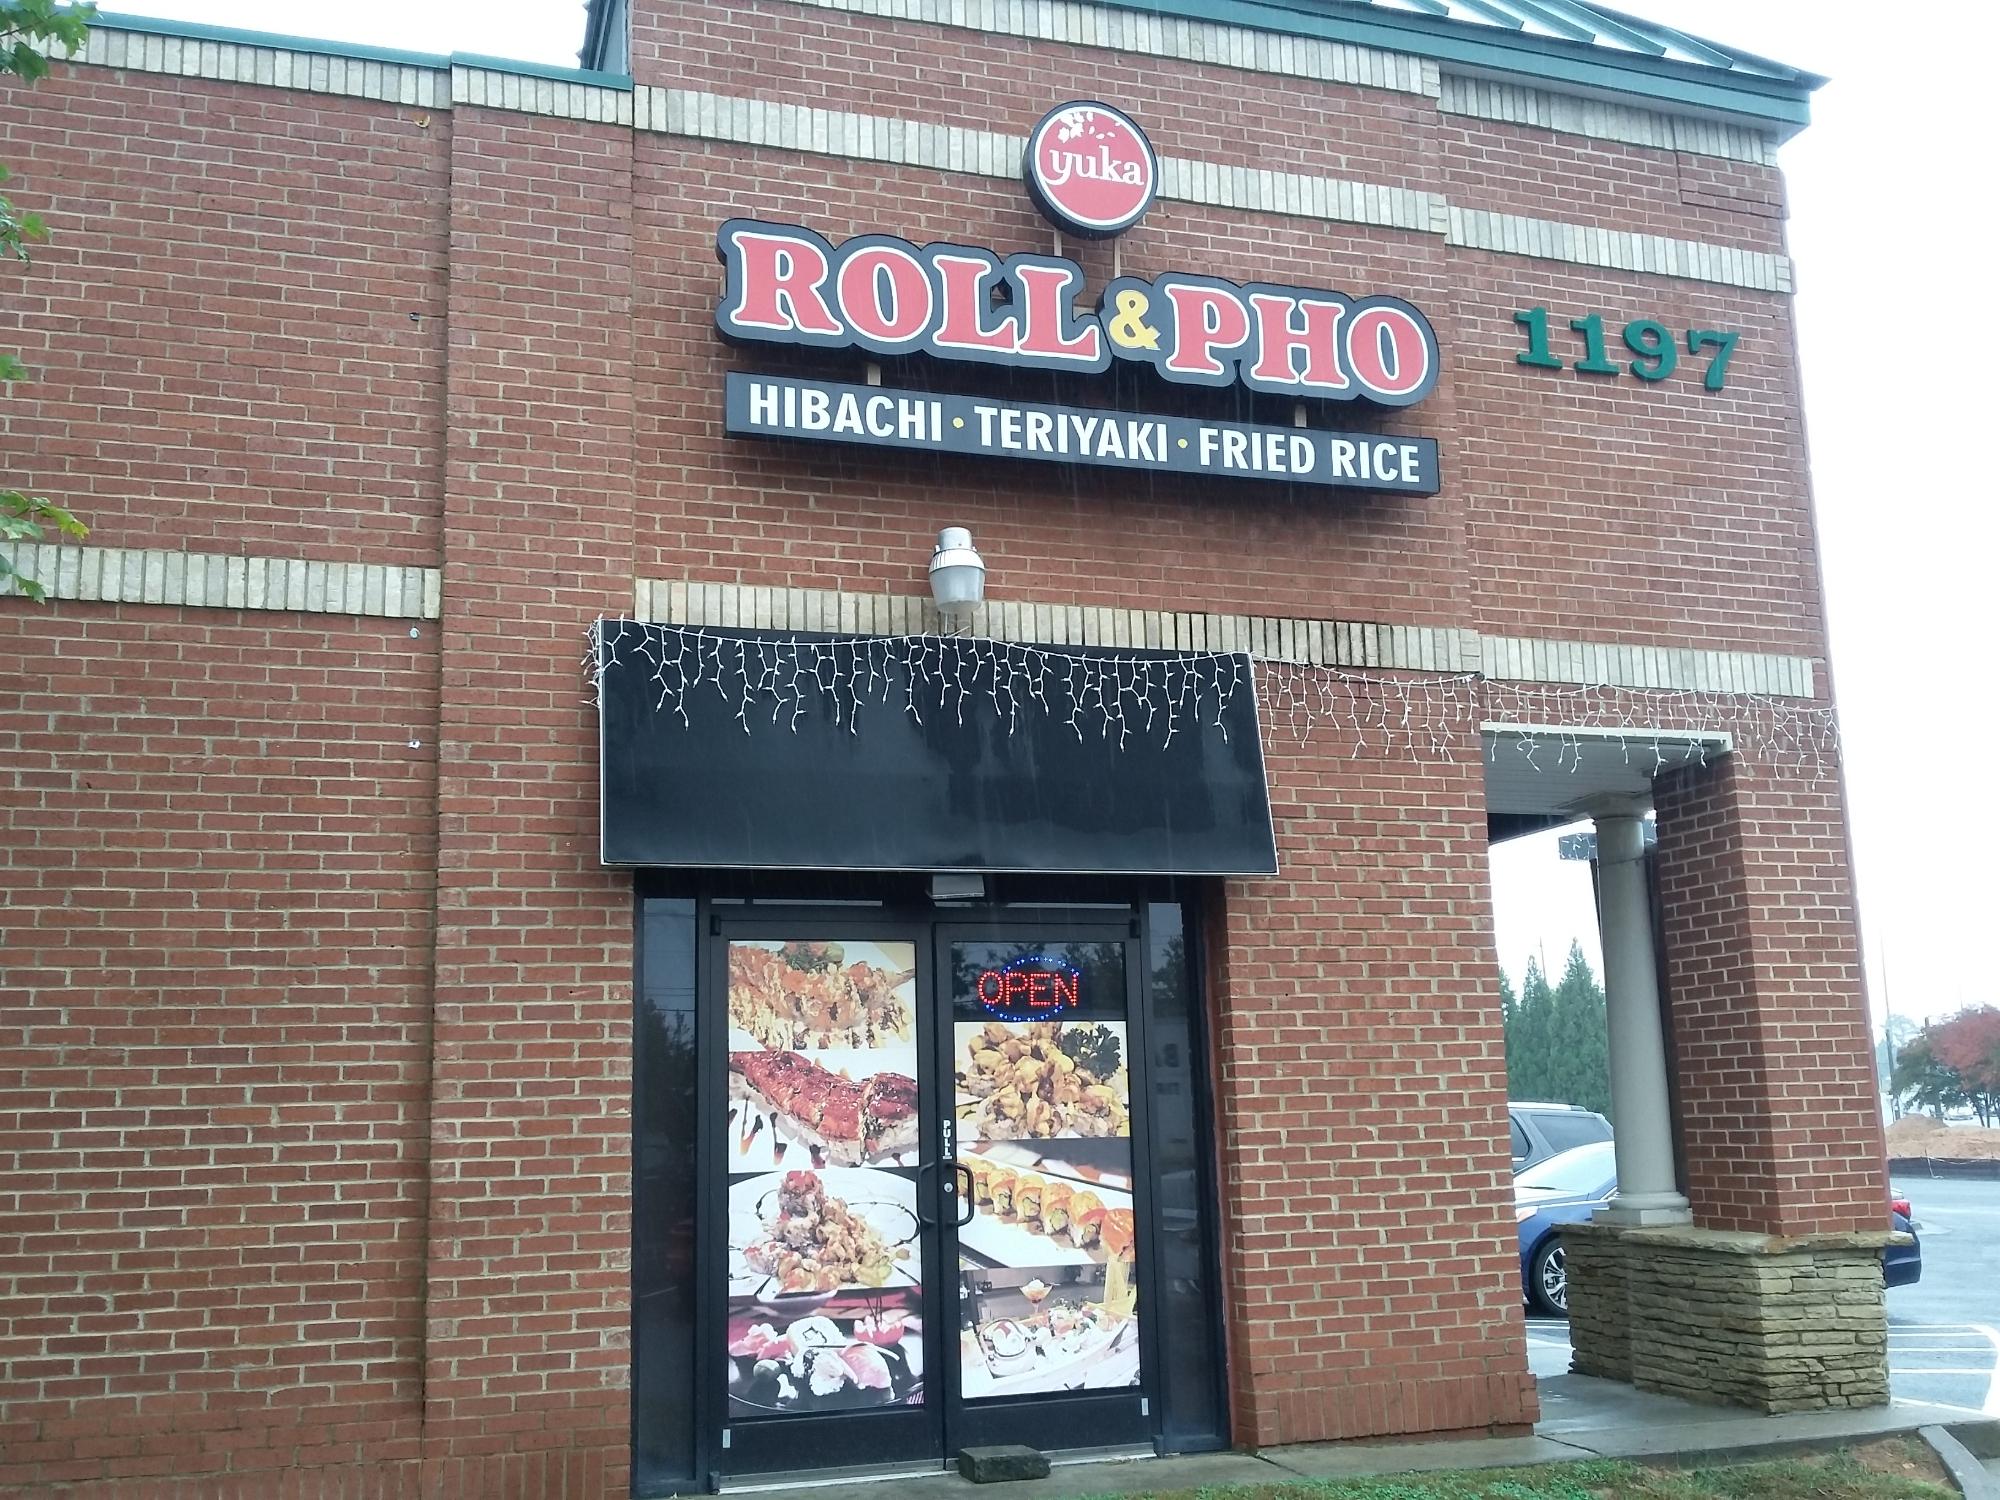 yuka
ROLL & PHO
HIBACHI · TERIYAKI · FRIED RICE
1197
OPEN
PULL